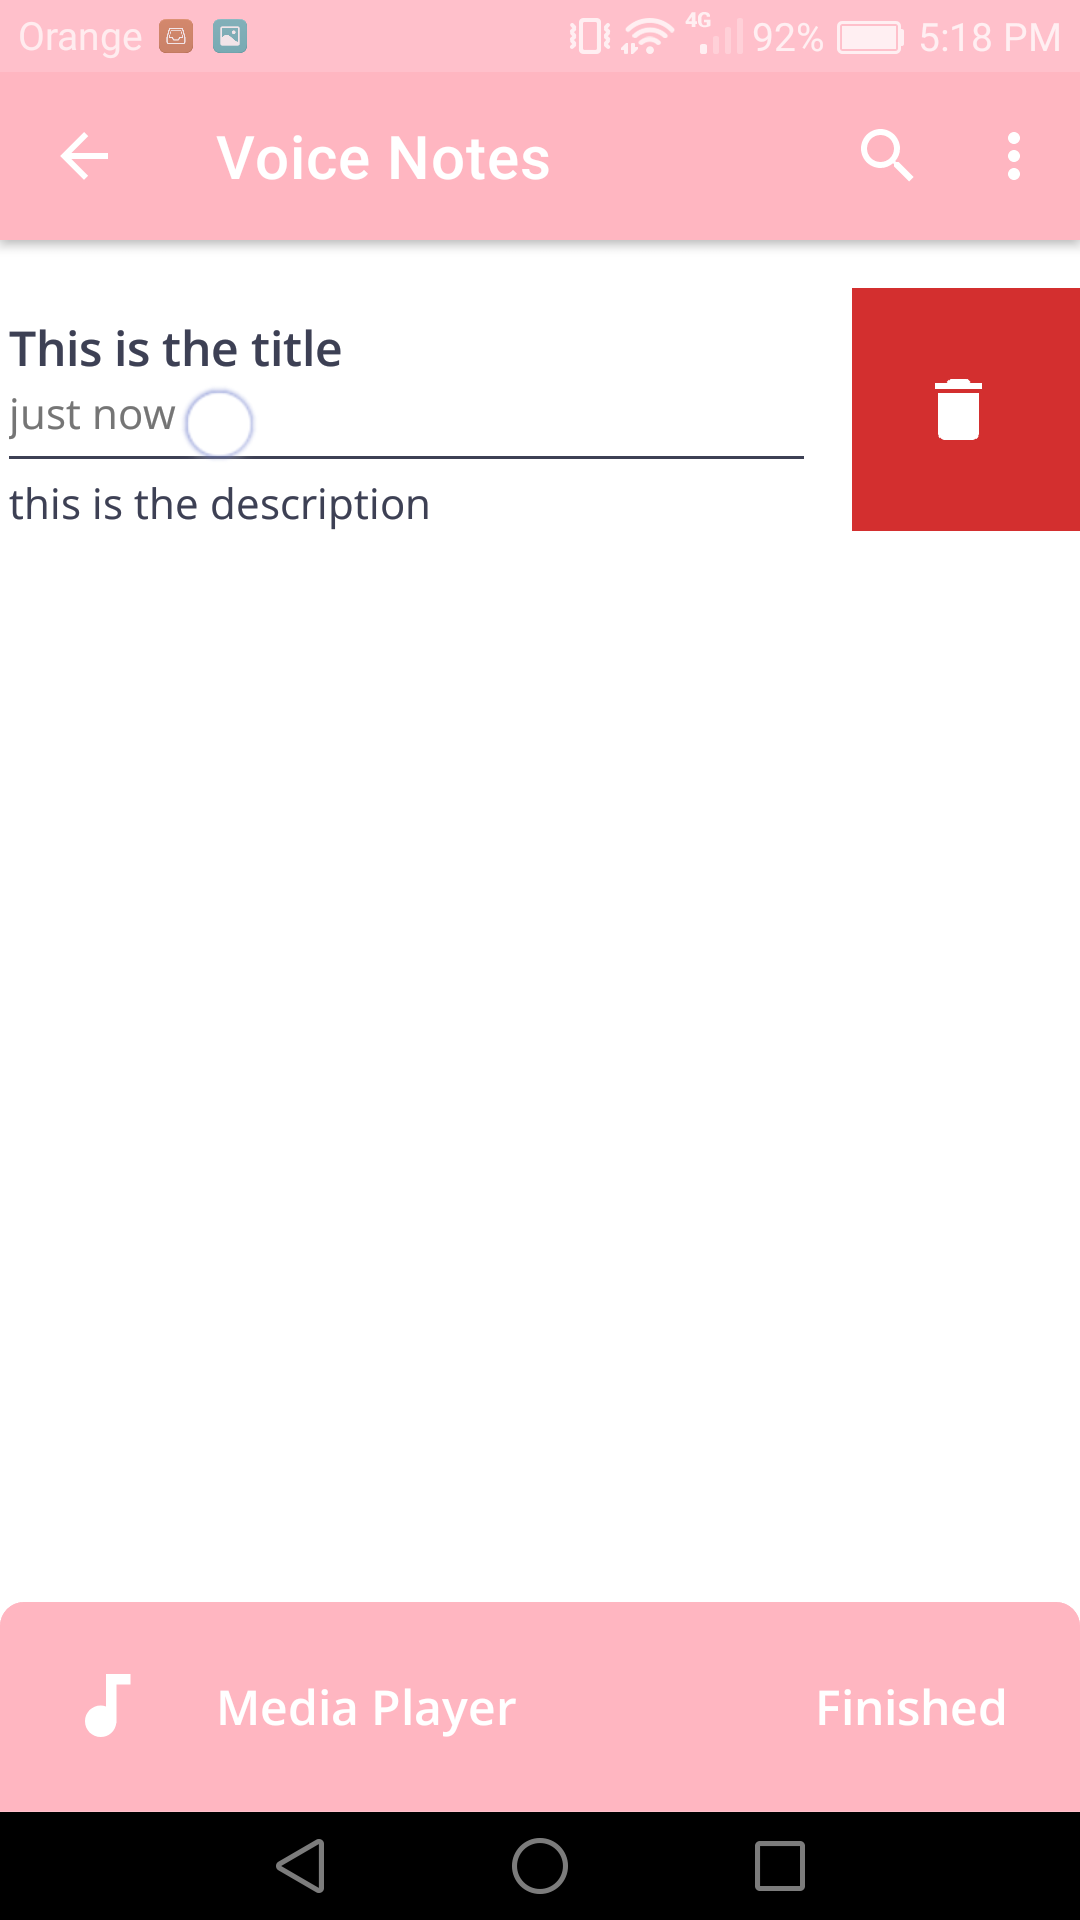 Orange 4G 92% 5:18 PM
Voice Notes
This is the title
just now
this is the description
Media Player Finished